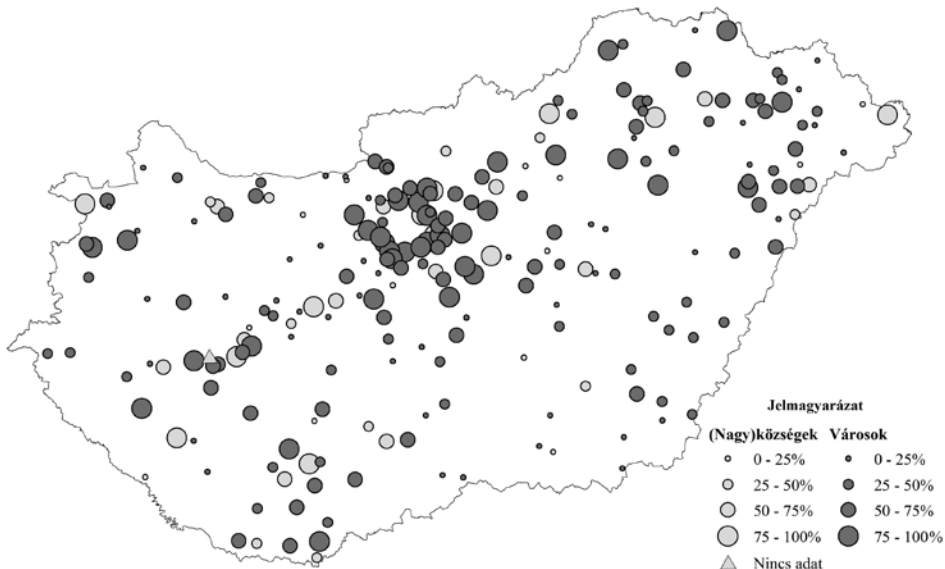 Jelmagyarázat
(Nagy)községek Városok
0 - 25% 0 - 25%
25 - 50% 25 - 50%
50 - 75% 50 - 75%
75 - 100% 75 - 100%
Nincs adat